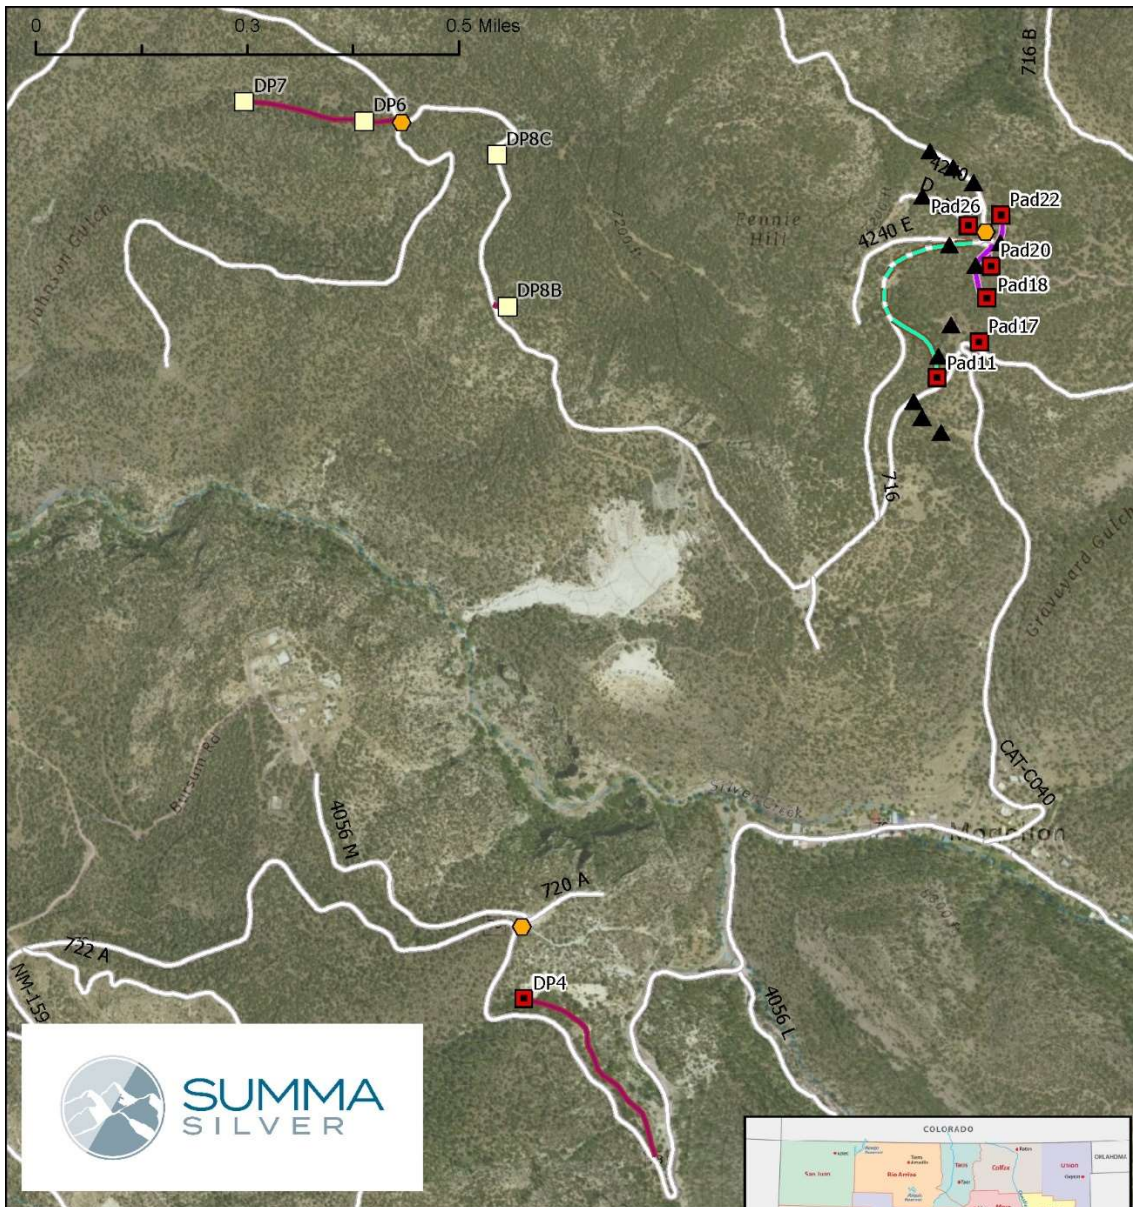 0 0.3 0.5 Miles
716 B
DP7
DP6
DP8C
4240
D
Pad22
Pad26
Johnson Gulch
Fannie
Hill
4240 E
Pad20
DP8B
Pad18
Pad17
Pad11
716
Graveyard Gulch
Bursum Rd
CAT-C040
Silver Creek
Mogollon
4056 M
720 A
722 A
NM-159
DP4
4056 L
SUMMA
SILVER
COLORADO
OKLAHOMA
San Juan
Rio Arriba
Taos
Colfax
Union